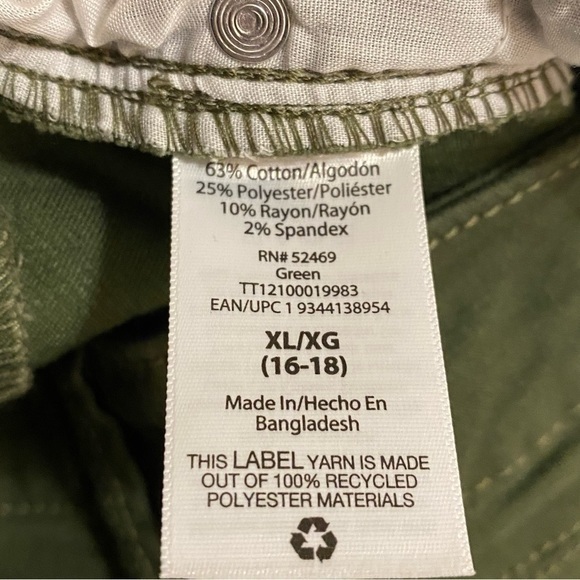 63% Cotton/Algodón
25% Polyester/Poliéster
10% Rayon/Rayón
2% Spandex
RN# 52469
Green
TT12100019983
EAN/UPC 1 9344138954
XL/XG
(16-18)
Made In/Hecho En
Bangladesh
THIS LABEL YARN IS MADE
OUT OF 100% RECYCLED
POLYESTER MATERIALS